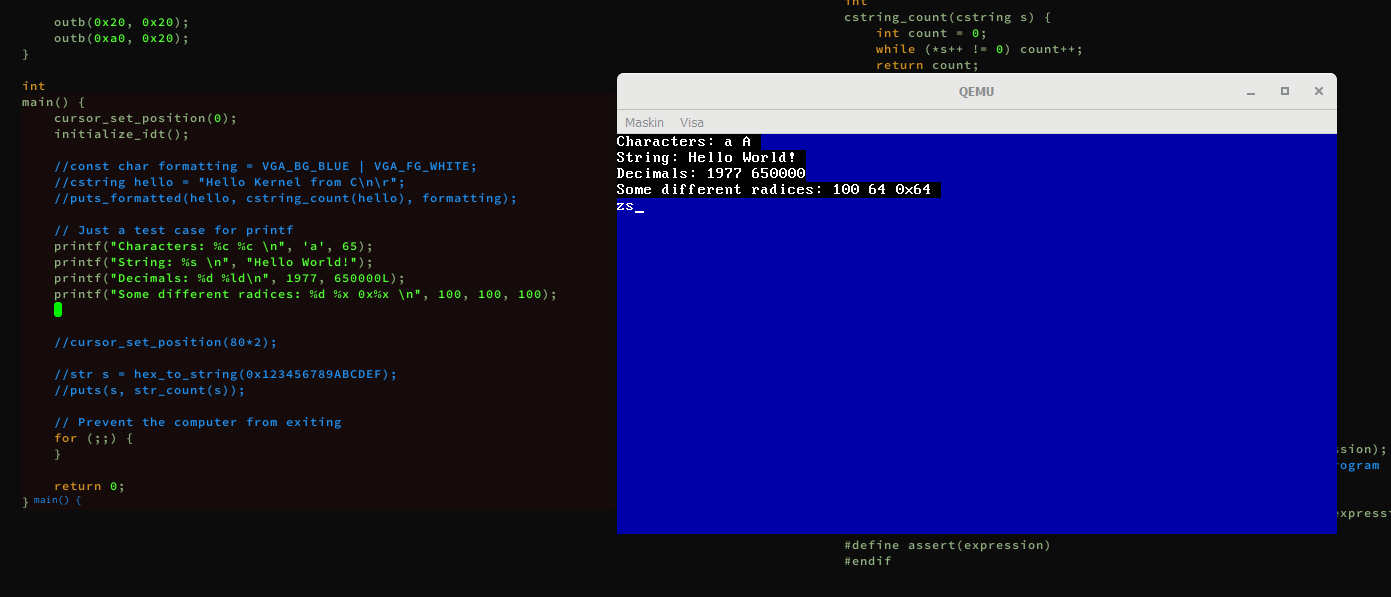 outb(0x20, 0x20);
outb(0xa0, 0x20);
}
int
main() {
cursor_set_position(0);
initialize_idt();
//const char formatting = VGA_BG_BLUE | VGA_FG_WHITE;
//cstring hello = "Hello Kernel from C\n\r";
//puts_formatted(hello, cstring_count(hello), formatting);
// Just a test case for printf
printf("Characters: %c %c \n", 'a', 65);
printf("String: %s \n", "Hello World!");
printf("Decimals: %d %ld\n", 1977, 650000L);
printf("Some different radices: %d %x 0x%x \n", 100, 100, 100);
//cursor_set_position(80*2);
//str s = hex_to_string(0x123456789ABCDEF);
//puts(s, str_count(s));
// Prevent the computer from exiting
for (;;) {
}
return 0;
} main() {
int
cstring_count(cstring s) {
int count = 0;
while (*s++ != 0) count++;
return count;
QEMU
Maskin Visa
Characters: a A
String: Hello World!
Decimals: 1977 650000
Some different radices: 100 64 0x64
zs_
ssion);
rogram
expressi
#define assert(expression)
#endif